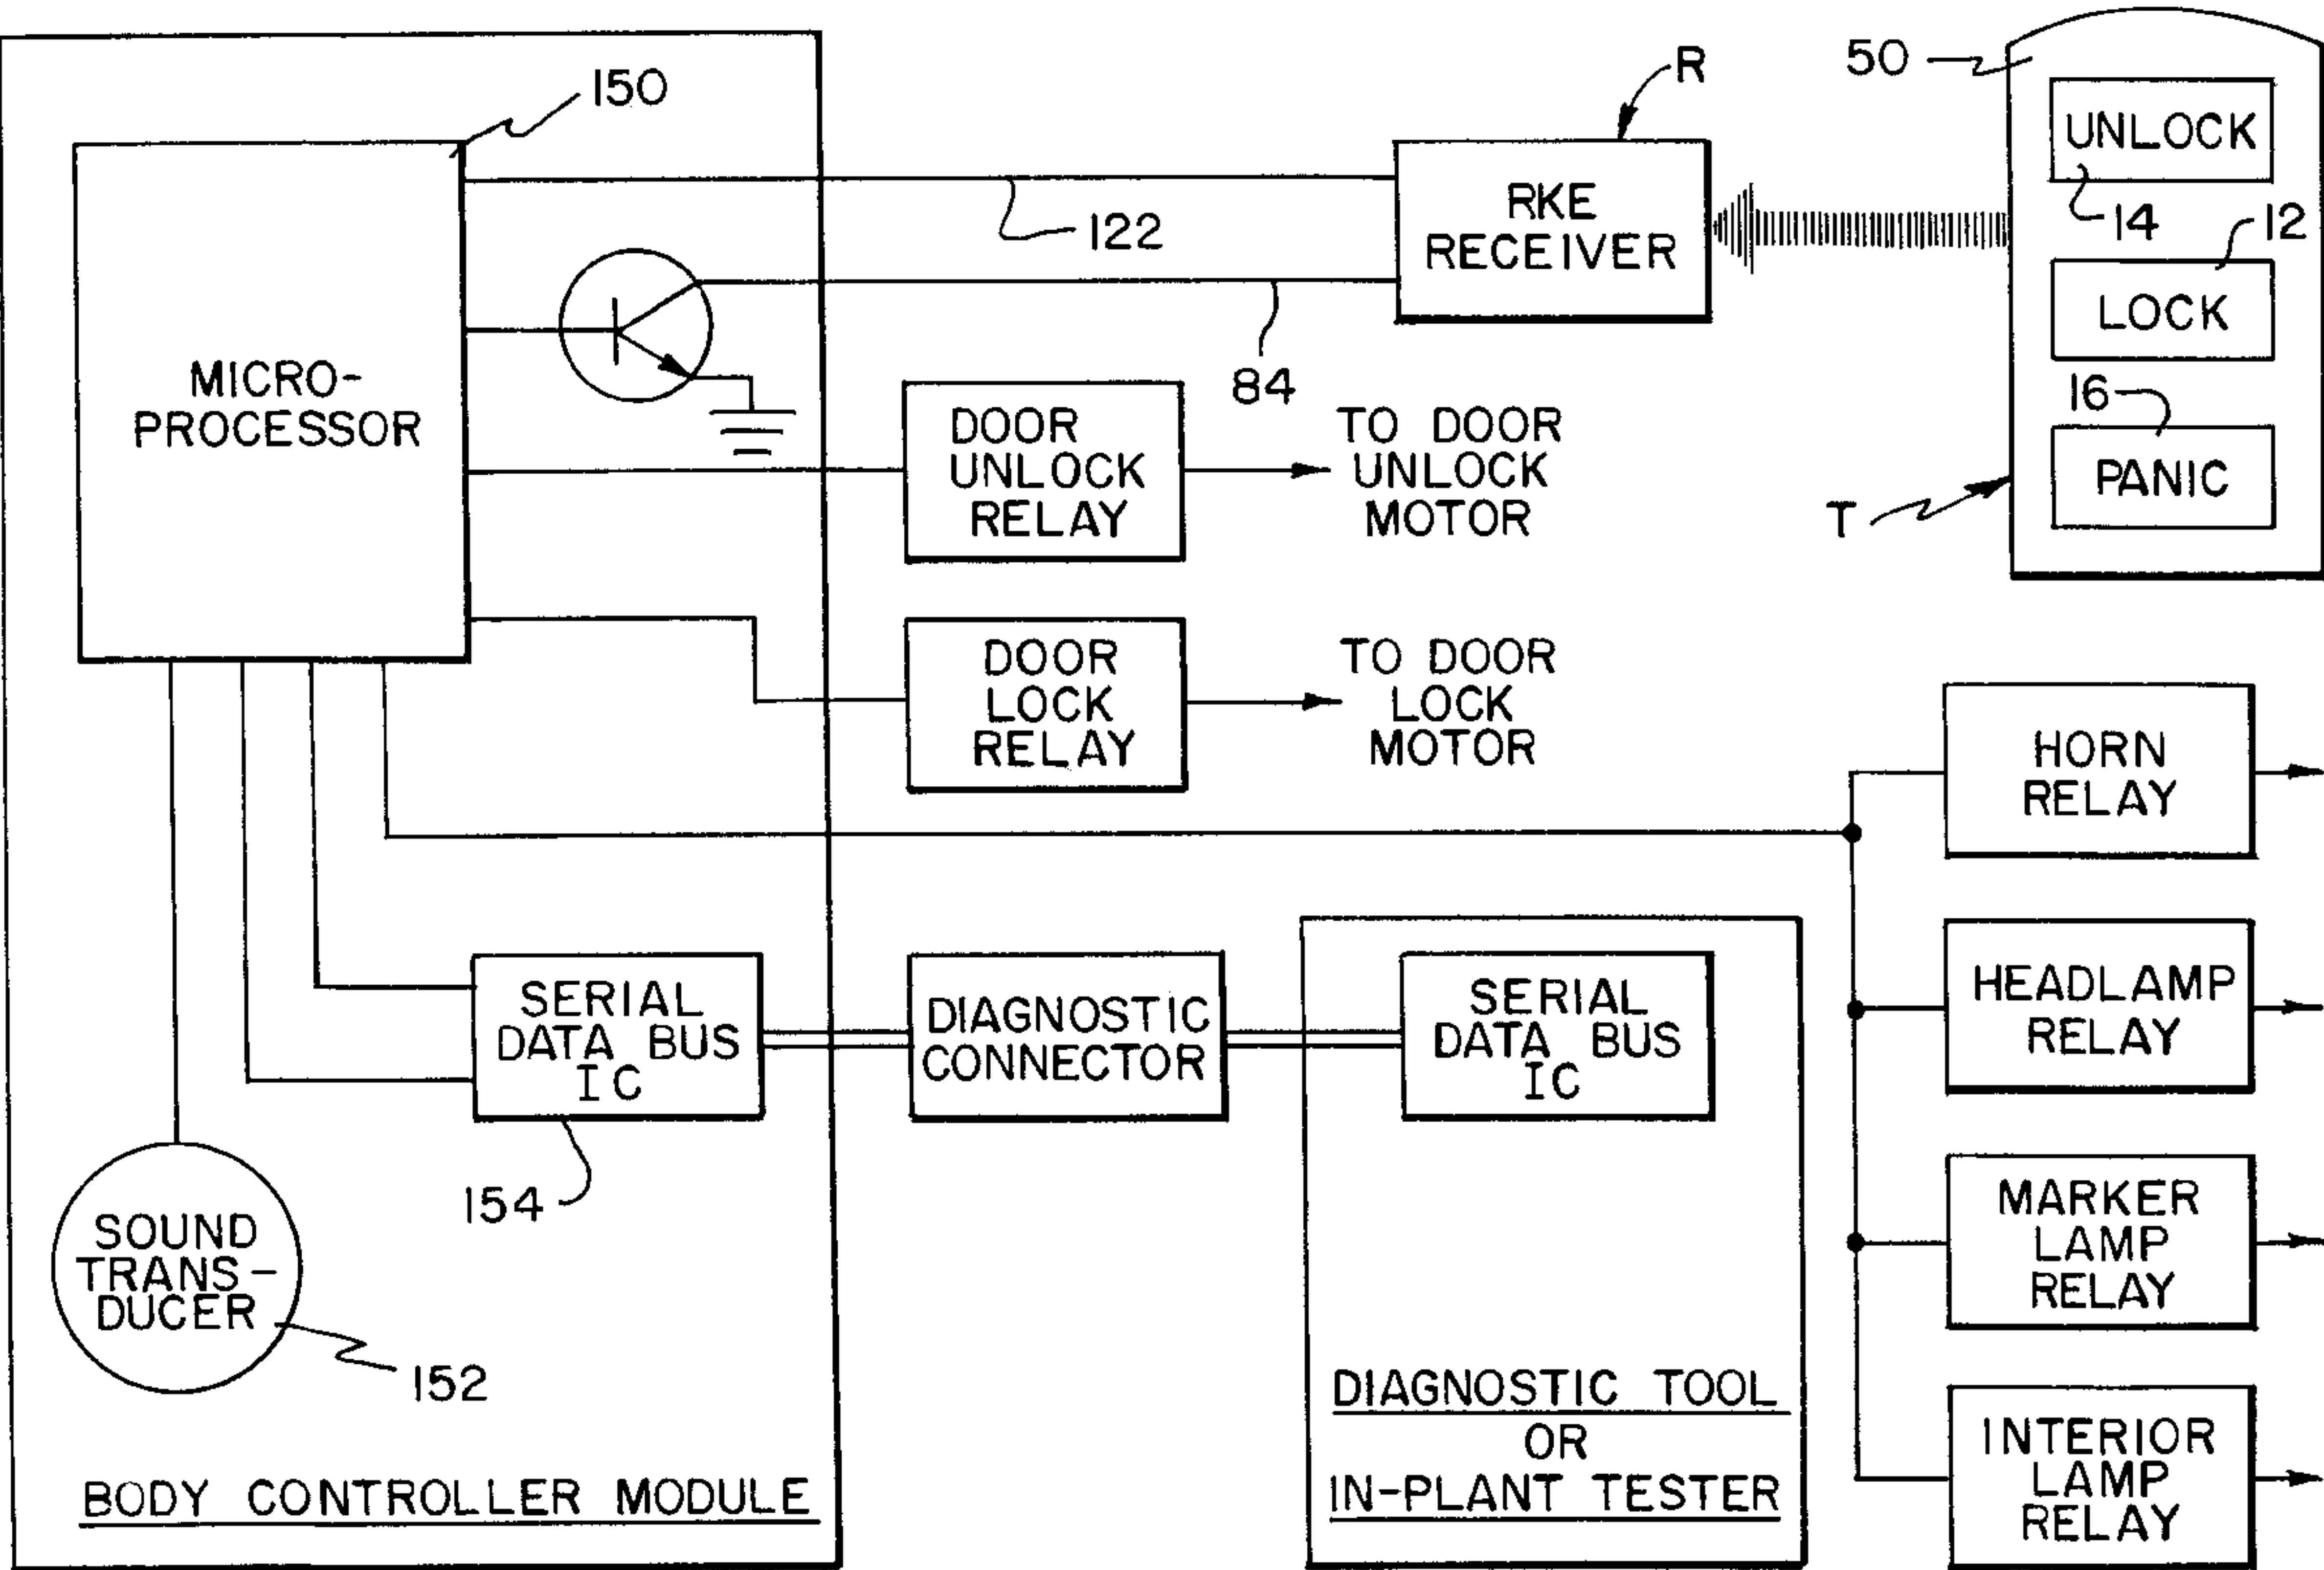 150
MICRO-
PROCESSOR
122
84
R
RKE
RECEIVER
50
UNLOCK
14
12
LOCK
16
PANIC
T
DOOR
UNLOCK
RELAY
TO DOOR
UNLOCK
MOTOR
DOOR
LOCK
RELAY
TO DOOR
LOCK
MOTOR
HORN
RELAY
HEADLAMP
RELAY
MARKER
LAMP
RELAY
INTERIOR
LAMP
RELAY
SERIAL
DATA BUS
IC
154
DIAGNOSTIC
CONNECTOR
SERIAL
DATA BUS
IC
DIAGNOSTIC TOOL
OR
IN-PLANT TESTER
SOUND
TRANS-
DUCER
152
BODY CONTROLLER MODULE